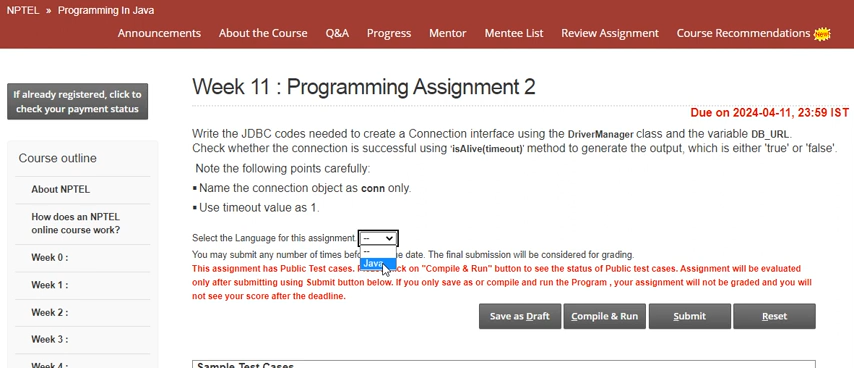 NPTEL » Programming In Java
Announcements About the Course Q&A Progress Mentor Mentee List Review Assignment Course Recommendations
If already registered, click to
check your payment status
Course outline
About NPTEL
How does an NPTEL
online course work?
Week 0 :
Week 1 :
Week 2 :
Week 3 :
Week 4 :
Week 11 : Programming Assignment 2
Due on 2024-04-11, 23:59 IST
Write the JDBC codes needed to create a Connection interface using the DriverManager class and the variable DB_URL.
Check whether the connection is successful using 'isAlive(timeout)' method to generate the output, which is either 'true' or 'false'.
Note the following points carefully:
▪ Name the connection object as conn only.
▪ Use timeout value as 1.
Select the Language for this assignment. --
--
Java
You may submit any number of times date. The final submission will be considered for grading.
This assignment has Public Test cases. on "Compile & Run" button to see the status of Public test cases. Assignment will be evaluated
only after submitting using Submit button below. If you only save as or compile and run the Program , your assignment will not be graded and you will
not see your score after the deadline.
Save as Draft Compile & Run Submit Reset
Sample Test Cases